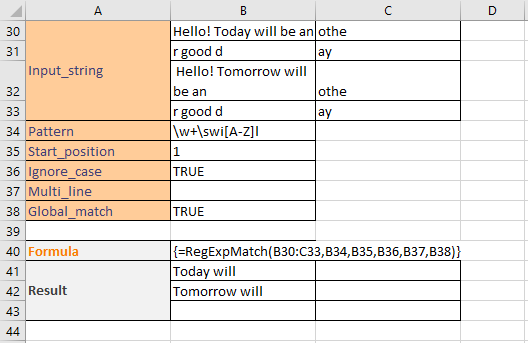 A B C D
30 Hello! Today will be an othe
31 r good d ay
Input_string
Hello! Tomorrow will
32 be an othe
33 r good d ay
34 Pattern \w+\swi[A-Z]l
35 Start_position 1
36 Ignore_case TRUE
37 Multi_line
38 Global_match TRUE
39
40 Formula {=RegExpMatch(B30:C33,B34,B35,B36,B37,B38)}
41 Today will
42 Result Tomorrow will
43
44